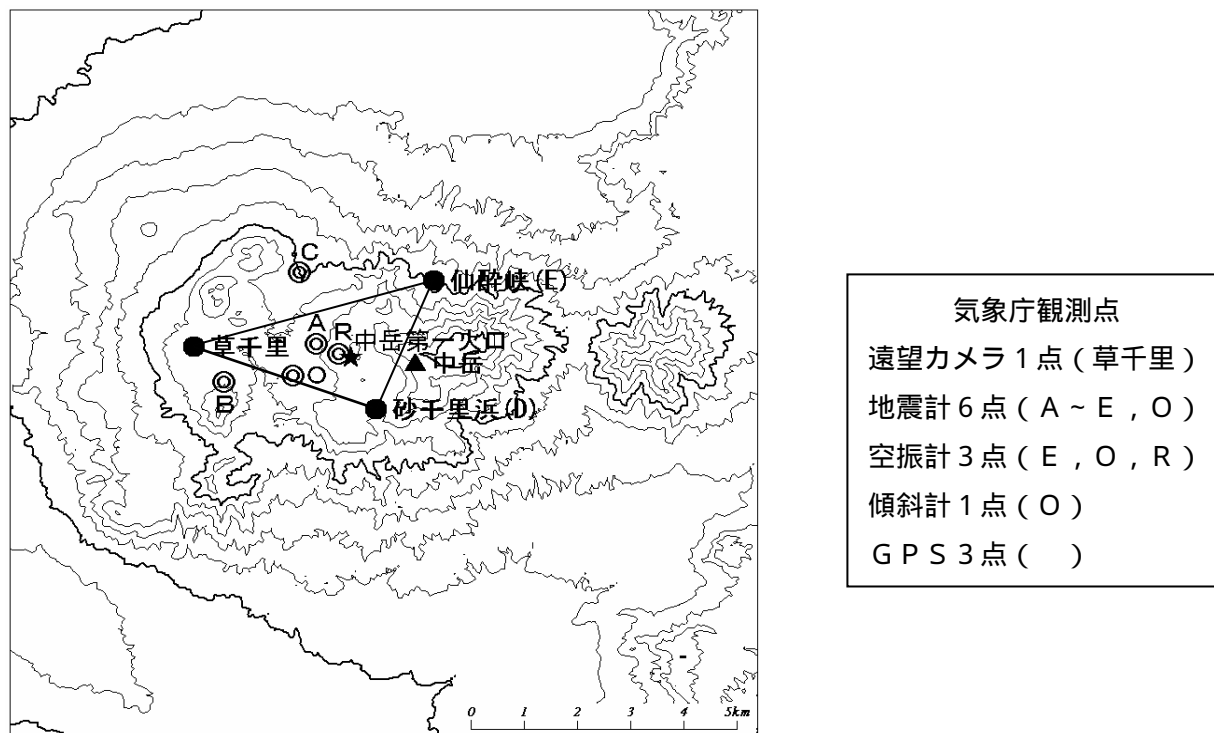 C
仙酔峡(E)
A
R
中岳第一火口
草千里
中岳
O
B
砂千里浜(D)
0 1 2 3 4 5km
気象庁観測点
遠望カメラ1点(草千里)
地震計6点(A~E,O)
空振計3点(E,O,R)
傾斜計1点(O)
GPS3点( )